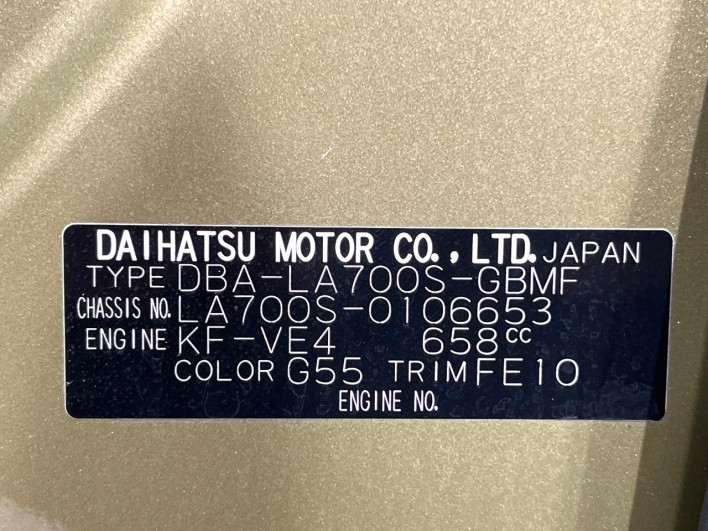 DAIHATSU MOTOR CO., LTD. JAPAN
TYPE DBA-LA700S-GBMF
CHASSIS NO. LA700S-0106653
ENGINE KF-VE4 658cc
COLOR G55 TRIM FE10
ENGINE NO.